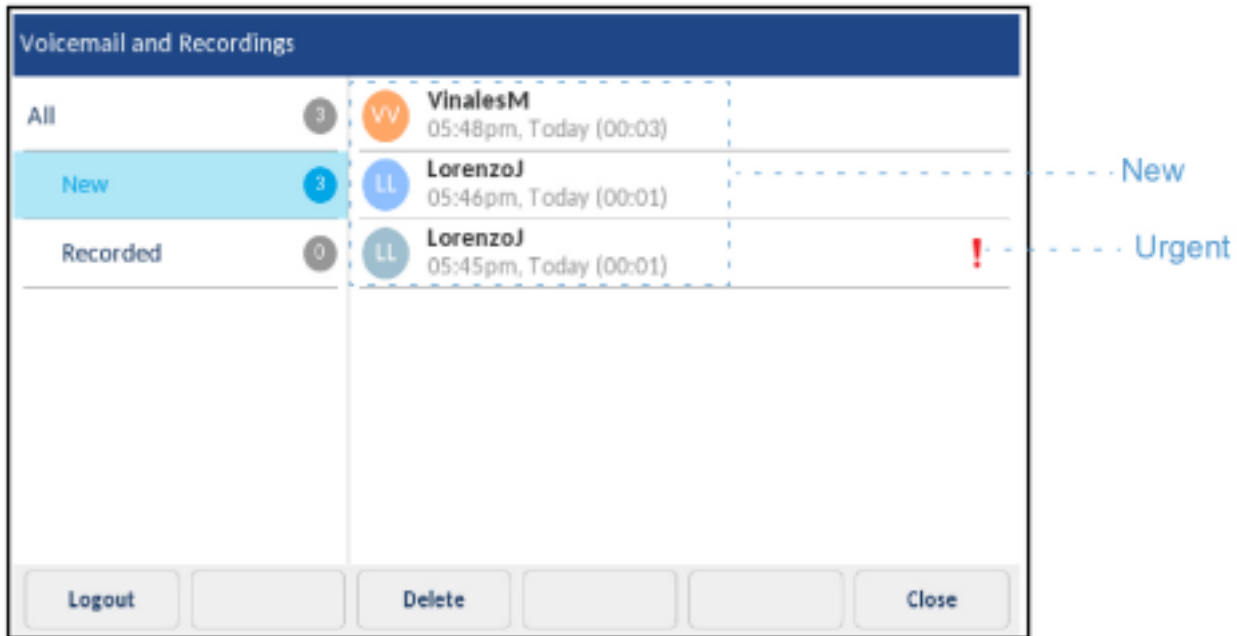 Voicemail and Recordings
All 3
New 3
Recorded 0
VV VinalesM
05:48pm, Today (00:03)
LL LorenzoJ
05:46pm, Today (00:01)
LL LorenzoJ
05:45pm, Today (00:01) !
New
Urgent
Logout Delete Close